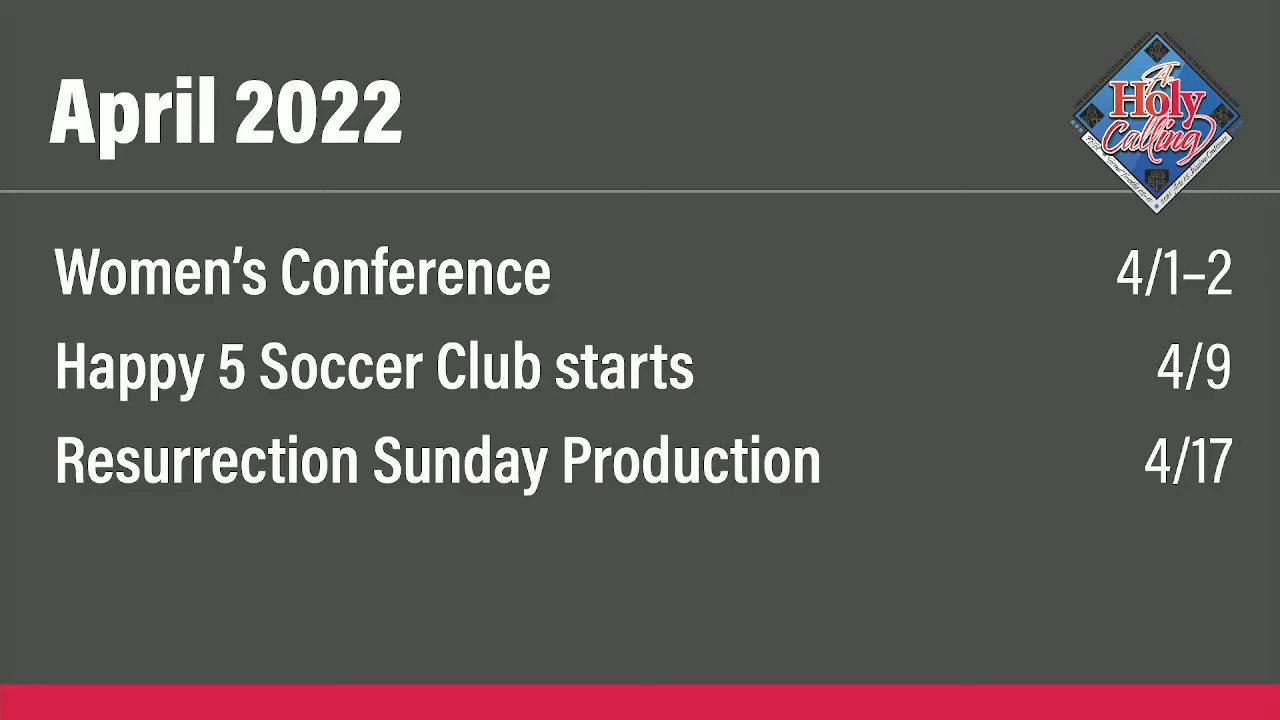 April 2022
A
Holy
Calling
Women’s Conference 4/1–2
Happy 5 Soccer Club starts 4/9
Resurrection Sunday Production 4/17